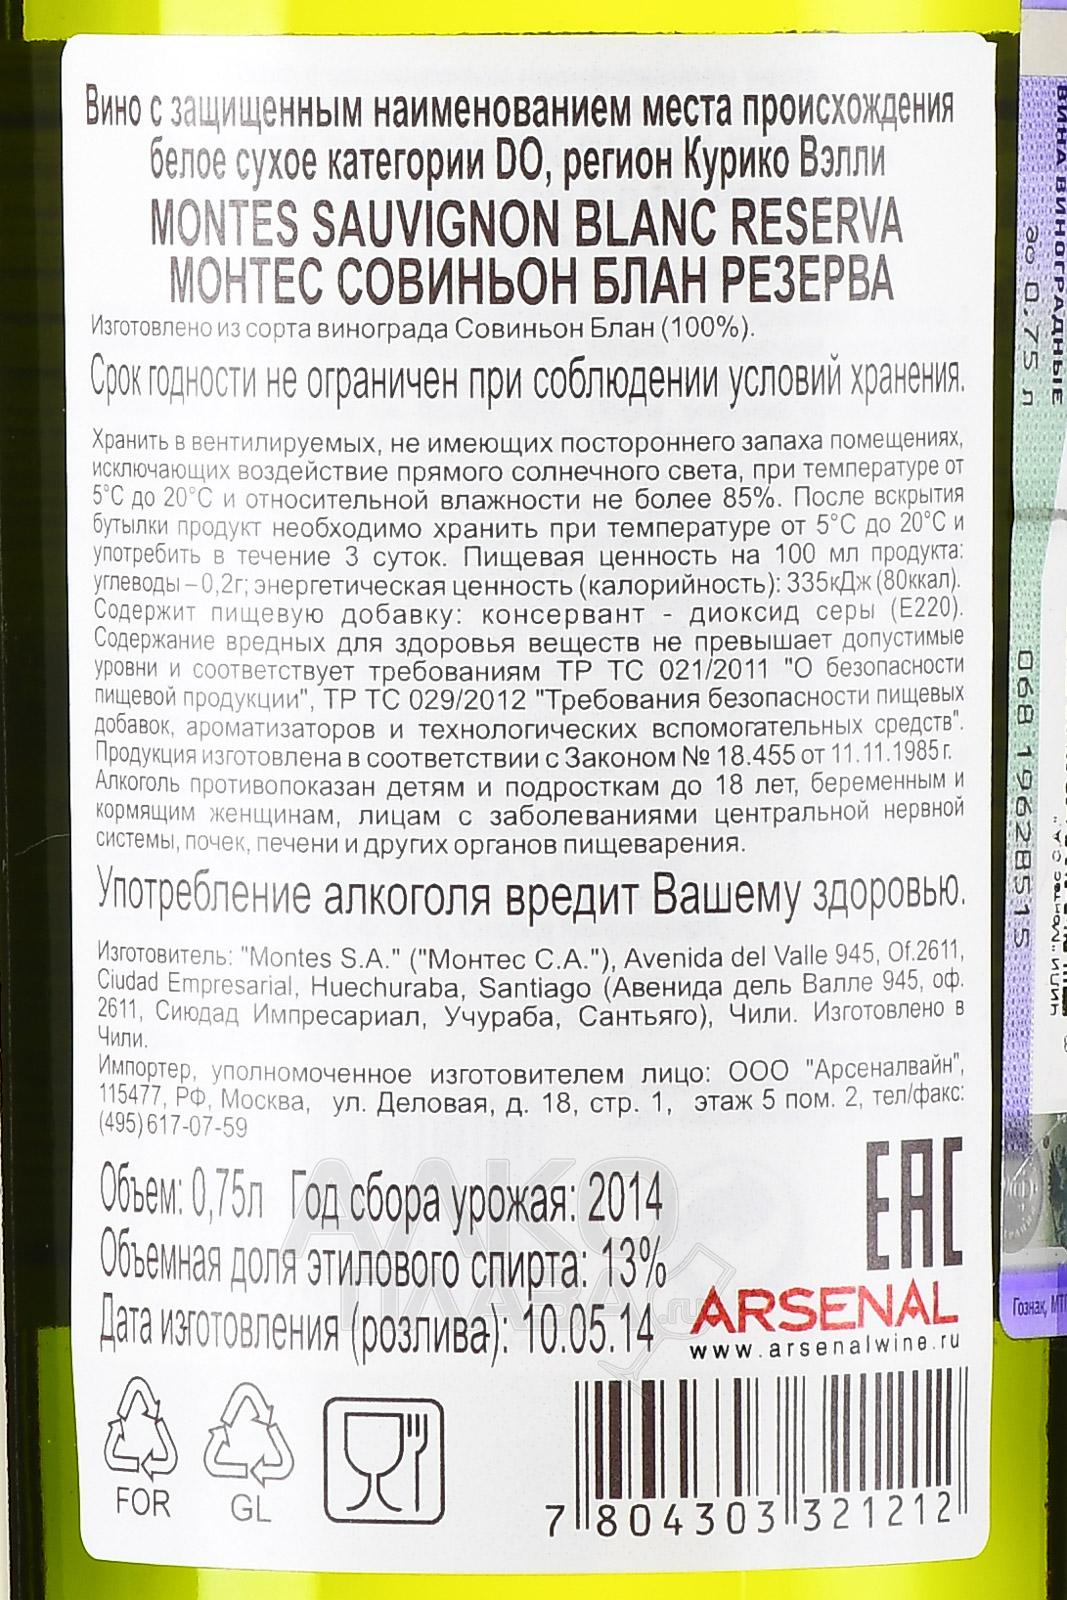 Вино с защищенным наименованием места происхождения
белое сухое категории DO, регион Курико Вэлли
MONTES SAUVIGNON BLANC RESERVA
МОНТЕС СОВИНЬОН БЛАН РЕЗЕРВА
Изготовлено из сорта винограда Совиньон Блан (100%).
Срок годности не ограничен при соблюдении условий хранения.
Хранить в вентилируемых, не имеющих постороннего запаха помещениях,
исключающих воздействие прямого солнечного света, при температуре от
5°С до 20°С и относительной влажности не более 85%. После вскрытия
бутылки продукт необходимо хранить при температуре от 5°С до 20°С и
употребить в течение 3 суток. Пищевая ценность на 100 мл продукта:
углеводы – 0,2г; энергетическая ценность (калорийность): 335кДж (80ккал).
Содержит пищевую добавку: консервант - диоксид серы (Е220).
Содержание вредных для здоровья веществ не превышает допустимые
уровни и соответствует требованиям ТР ТС 021/2011 "О безопасности
пищевой продукции", ТР ТС 029/2012 "Требования безопасности пищевых
добавок, ароматизаторов и технологических вспомогательных средств".
Продукция изготовлена в соответствии с Законом № 18.455 от 11.11.1985г.
Алкоголь противопоказан детям и подросткам до 18 лет, беременным и
кормящим женщинам, лицам с заболеваниями центральной нервной
системы, почек, печени и других органов пищеварения.
Употребление алкоголя вредит Вашему здоровью.
Изготовитель: "Montes S.A." ("Монтес С.А."), Avenida del Valle 945, Of.2611,
Ciudad Empresarial, Huechuraba, Santiago (Авенида дель Валле 945, оф.
2611, Сиюдад Импресариал, Учураба, Сантьяго), Чили. Изготовлено в
Чили.
Импортер, уполномоченное изготовителем лицо: ООО "Арсеналвайн",
115477, РФ, Москва, ул. Деловая, д. 18, стр. 1, этаж 5 пом. 2, тел/факс:
(495) 617-07-59
Объем: 0,75л Год сбора урожая: 2014
Объемная доля этилового спирта: 13%
Дата изготовления (розлива): 10.05.14
EAC
ARSENAL
www.arsenalwine.ru
FOR
GL
7 804303 321212
АЛКО
ПЛАЗА.ru
ВИНА ВИНОГРАДНЫЕ
до 0,75 л
068 19628515
ЧИЛИ "Монтес С.А."
Гознак, МТГ